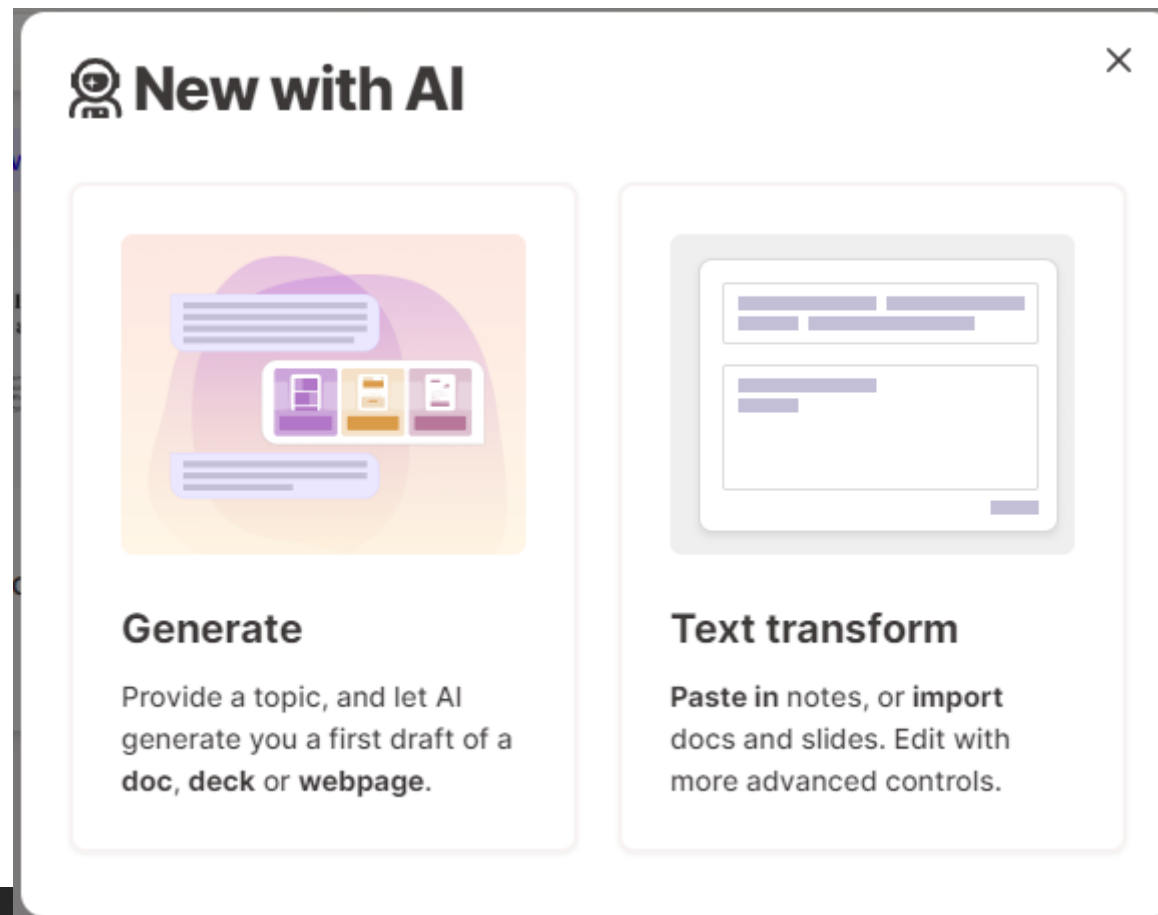 New with AI
Generate
Provide a topic, and let AI
generate you a first draft of a
doc, deck or webpage.
Text transform
Paste in notes, or import
docs and slides. Edit with
more advanced controls.